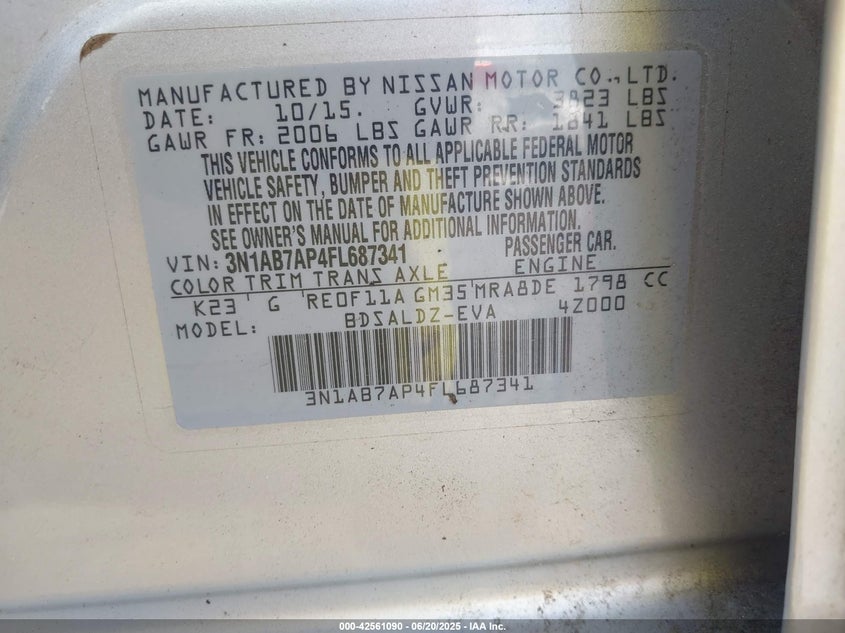 MANUFACTURED BY NISSAN MOTOR CO.,LTD.
DATE: 10/15. GVWR: 3823 LBS
GAWR FR: 2006 LBS GAWR RR: 1841 LBS
THIS VEHICLE CONFORMS TO ALL APPLICABLE FEDERAL MOTOR
VEHICLE SAFETY, BUMPER AND THEFT PREVENTION STANDARDS
IN EFFECT ON THE DATE OF MANUFACTURE SHOWN ABOVE.
SEE OWNER'S MANUAL FOR ADDITIONAL INFORMATION.
VIN: 3N1AB7AP4FL687341 PASSENGER CAR.
COLOR TRIM TRANS AXLE ENGINE
K23 G RE0F11A GM35 MRA8DE 1798 CC
MODEL: BDSALDZ-EVA 4Z000
3N1AB7AP4FL687341
000-42561090 - 06/20/2025 - IAA Inc.